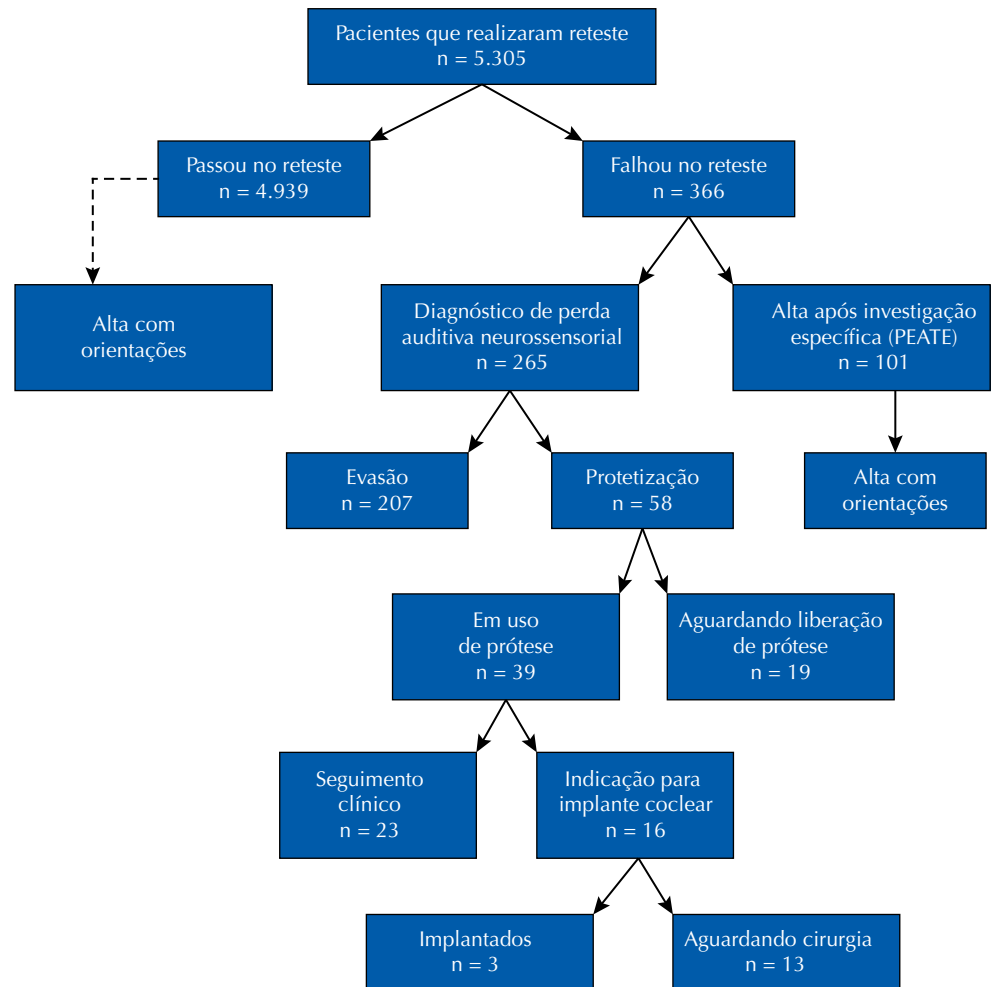 Pacientes que realizaram reteste
n = 5.305
Passou no reteste
n = 4.939
Falhou no reteste
n = 366
Alta com
orientações
Diagnóstico de perda
auditiva neurossensorial
n = 265
Alta após investigação
específica (PEATE)
n = 101
Evasão
n = 207
Protetização
n = 58
Alta com
orientações
Em uso
de prótese
n = 39
Aguardando liberação
de prótese
n = 19
Seguimento
clínico
n = 23
Indicação para
implante coclear
n = 16
Implantados
n = 3
Aguardando cirurgia
n = 13